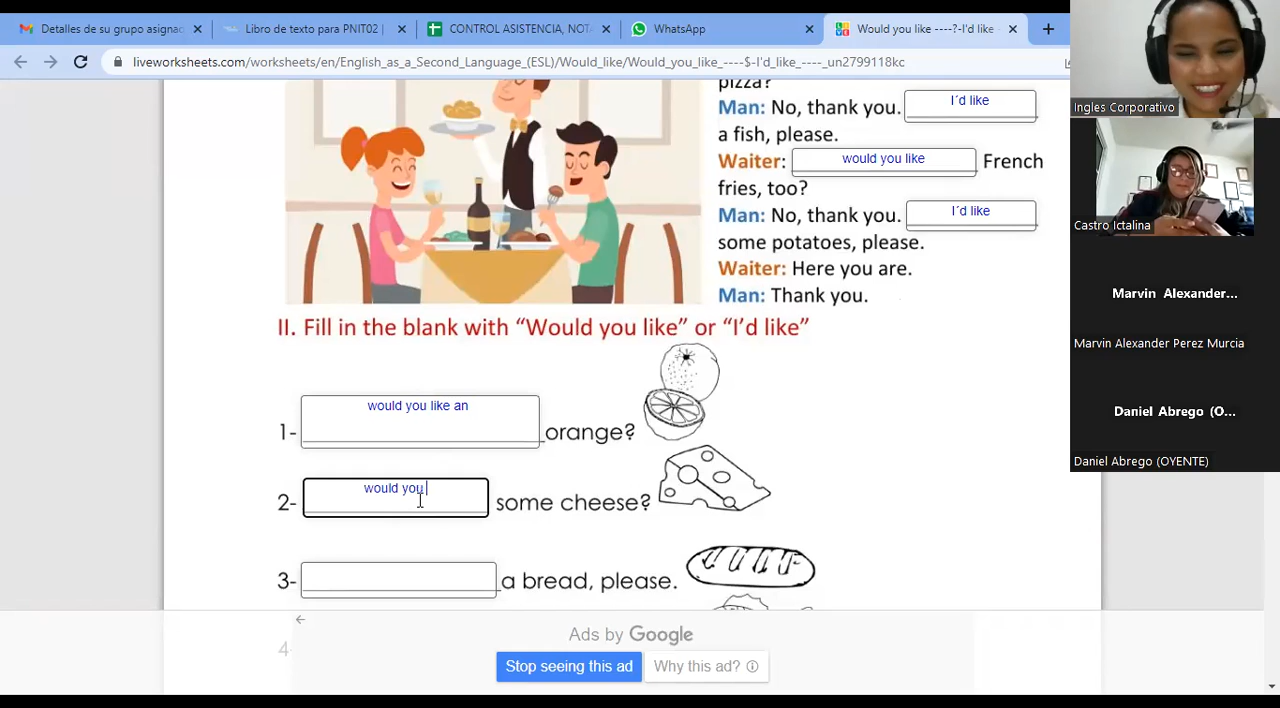 Detalles de su grupo asignac
Libro de texto para PNIT02 |
CONTROL ASISTENCIA, NOT
WhatsApp
Would you like ----?-I'd like
liveworksheets.com/worksheets/en/English_as_a_Second_Language_(ESL)/Would_like/Would_you_like_----$-I'd_like_----_un2799118kc
pizza?
Man: No, thank you. I´d like
a fish, please.
Waiter: would you like French
fries, too?
Man: No, thank you. I´d like
some potatoes, please.
Waiter: Here you are.
Man: Thank you.
II. Fill in the blank with “Would you like” or “I’d like”
1- would you like an orange?
2- would you some cheese?
3- a bread, please.
4-
Ads by Google
Stop seeing this ad
Why this ad?
Ingles Corporativo
Castro Ictalina
Marvin Alexander...
Marvin Alexander Perez Murcia
Daniel Abrego (O...
Daniel Abrego (OYENTE)